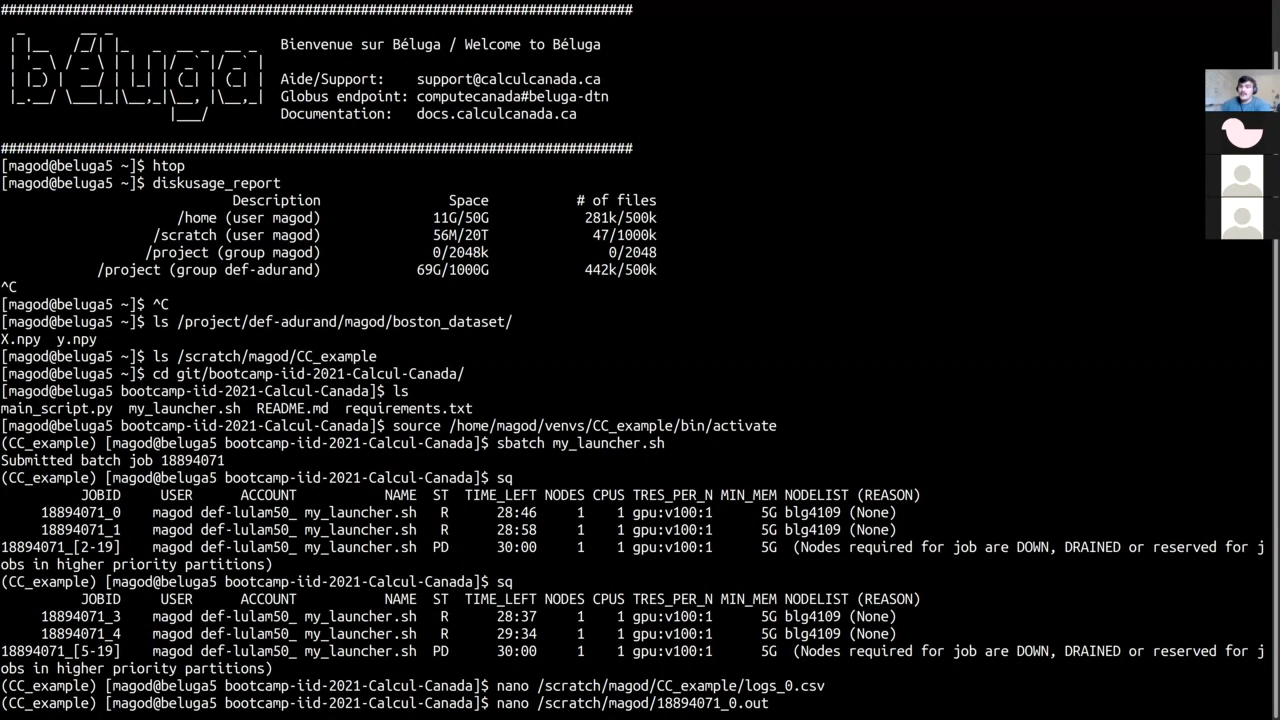 ##########################################################################
béluga
Bienvenue sur Béluga / Welcome to Béluga
Aide/Support:    support@calculcanada.ca
Globus endpoint: computecanada#beluga-dtn
Documentation:   docs.calculcanada.ca
##########################################################################
[magod@beluga5 ~]$ htop
[magod@beluga5 ~]$ diskusage_report
Description                Space           # of files
/home (user magod)              11G/50G            281k/500k
/scratch (user magod)              56M/20T             47/1000k
/project (group magod)             0/2048k               0/2048
/project (group def-adurand)            69G/1000G            442k/500k
^C
[magod@beluga5 ~]$ ^C
[magod@beluga5 ~]$ ls /project/def-adurand/magod/boston_dataset/
X.npy  y.npy
[magod@beluga5 ~]$ ls /scratch/magod/CC_example
[magod@beluga5 ~]$ cd git/bootcamp-iid-2021-Calcul-Canada/
[magod@beluga5 bootcamp-iid-2021-Calcul-Canada]$ ls
main_script.py  my_launcher.sh  README.md  requirements.txt
[magod@beluga5 bootcamp-iid-2021-Calcul-Canada]$ source /home/magod/venvs/CC_example/bin/activate
(CC_example) [magod@beluga5 bootcamp-iid-2021-Calcul-Canada]$ sbatch my_launcher.sh
Submitted batch job 18894071
(CC_example) [magod@beluga5 bootcamp-iid-2021-Calcul-Canada]$ sq
JOBID     USER      ACCOUNT           NAME  ST  TIME_LEFT NODES CPUS TRES_PER_N MIN_MEM NODELIST (REASON)
18894071_0    magod def-lulam50_ my_launcher.sh   R      28:46     1    1 gpu:v100:1      5G blg4109 (None)
18894071_1    magod def-lulam50_ my_launcher.sh   R      28:58     1    1 gpu:v100:1      5G blg4109 (None)
18894071_[2-19]    magod def-lulam50_ my_launcher.sh  PD      30:00     1    1 gpu:v100:1      5G  (Nodes required for job are DOWN, DRAINED or reserved for j
obs in higher priority partitions)
(CC_example) [magod@beluga5 bootcamp-iid-2021-Calcul-Canada]$ sq
JOBID     USER      ACCOUNT           NAME  ST  TIME_LEFT NODES CPUS TRES_PER_N MIN_MEM NODELIST (REASON)
18894071_3    magod def-lulam50_ my_launcher.sh   R      28:37     1    1 gpu:v100:1      5G blg4109 (None)
18894071_4    magod def-lulam50_ my_launcher.sh   R      29:34     1    1 gpu:v100:1      5G blg4109 (None)
18894071_[5-19]    magod def-lulam50_ my_launcher.sh  PD      30:00     1    1 gpu:v100:1      5G  (Nodes required for job are DOWN, DRAINED or reserved for j
obs in higher priority partitions)
(CC_example) [magod@beluga5 bootcamp-iid-2021-Calcul-Canada]$ nano /scratch/magod/CC_example/logs_0.csv
(CC_example) [magod@beluga5 bootcamp-iid-2021-Calcul-Canada]$ nano /scratch/magod/18894071_0.out